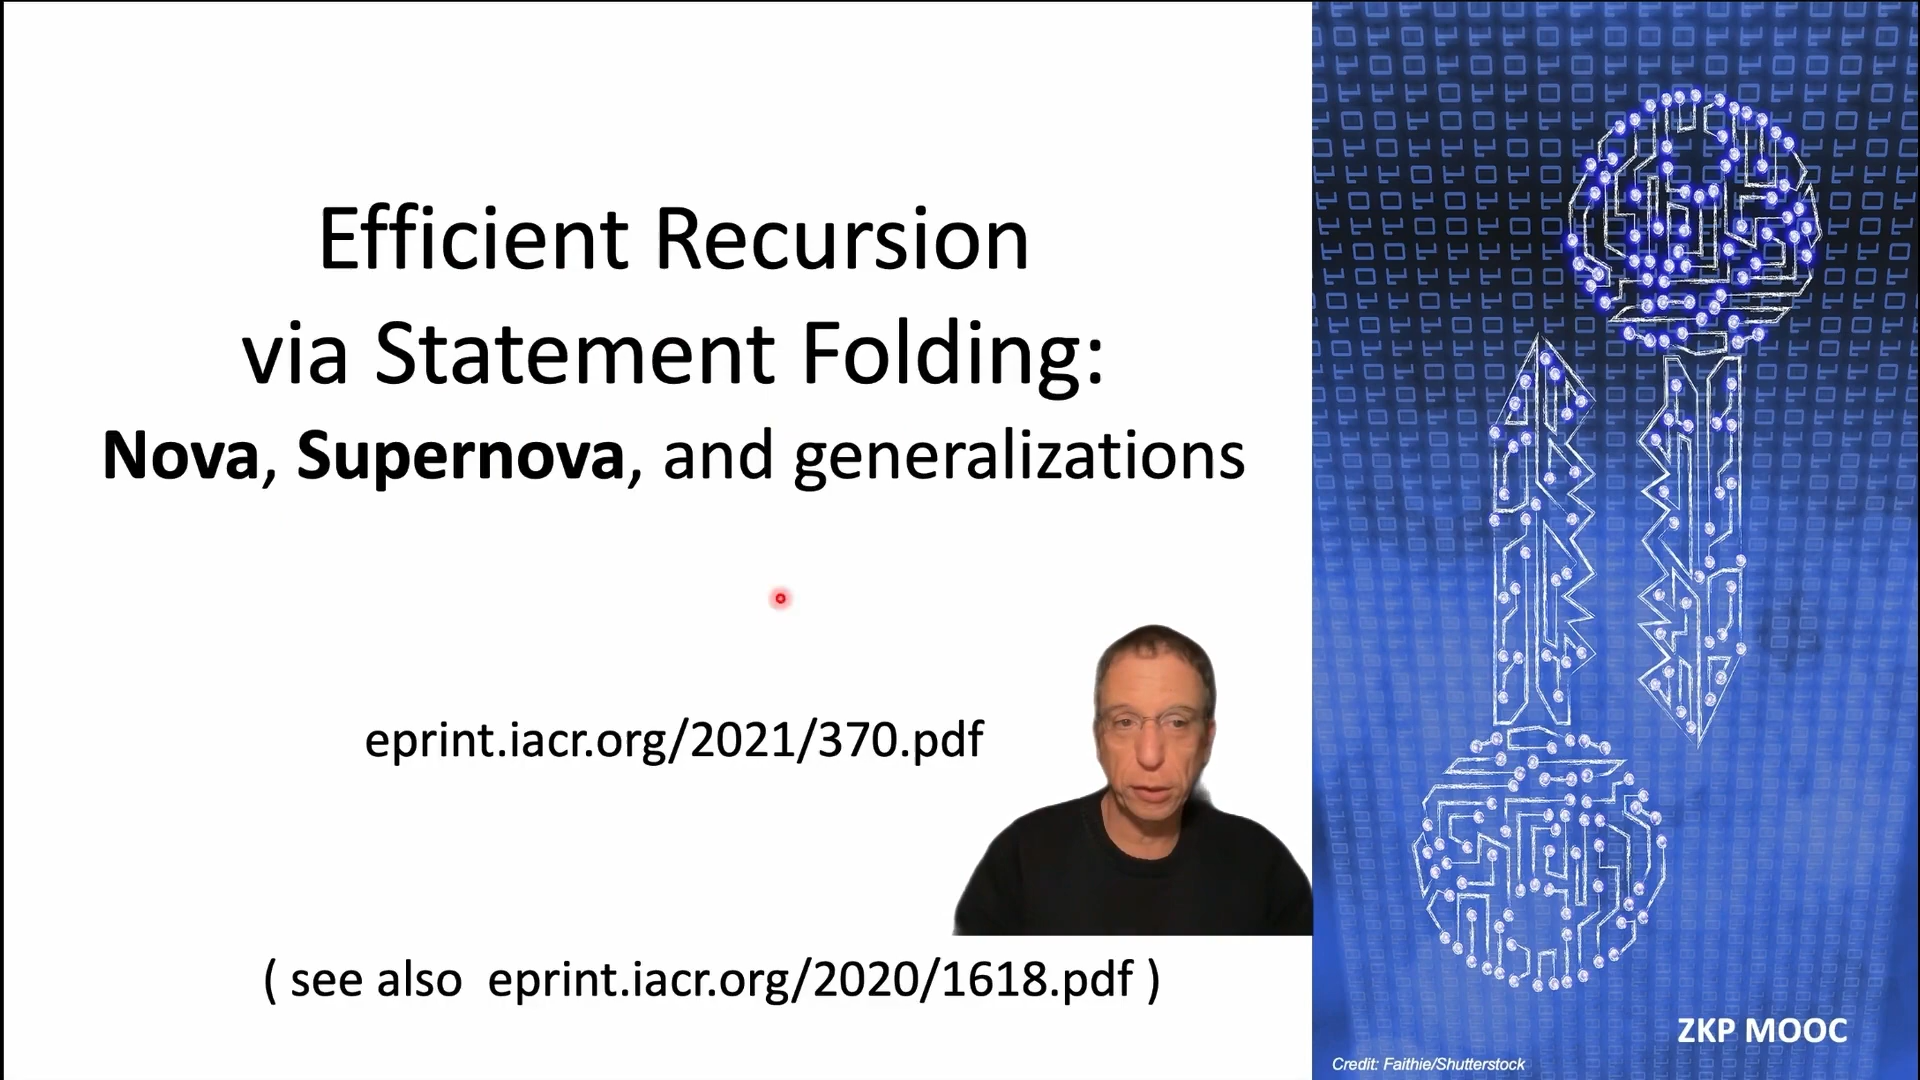 Efficient Recursion
via Statement Folding:
Nova, Supernova, and generalizations
eprint.iacr.org/2021/370.pdf
( see also eprint.iacr.org/2020/1618.pdf )
ZKP MOOC
Credit: Faithie/Shutterstock